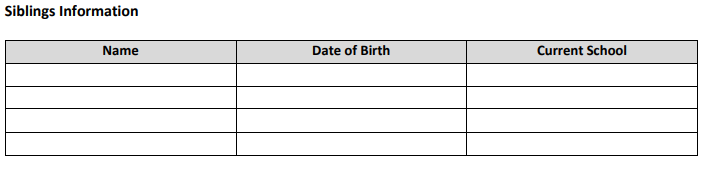 Siblings Information
Name Date of Birth Current School